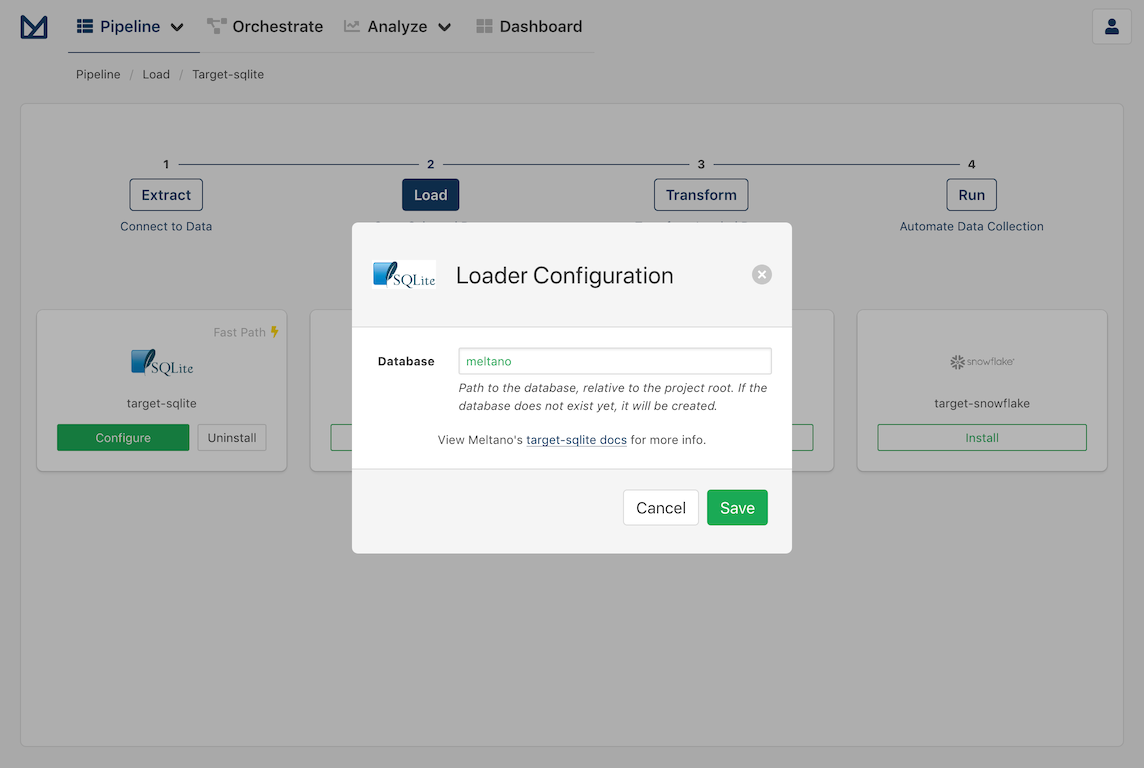 Pipeline Orchestrate Analyze Dashboard
Pipeline / Load / Target-sqlite
1 2 3 4
Extract Load Transform Run
Connect to Data Automate Data Collection
SQLite Loader Configuration
Fast Path
SQLite
snowflake
target-sqlite
target-snowflake
Configure Uninstall
Install
Database meltano
Path to the database, relative to the project root. If the
database does not exist yet, it will be created.
View Meltano's target-sqlite docs for more info.
Cancel Save